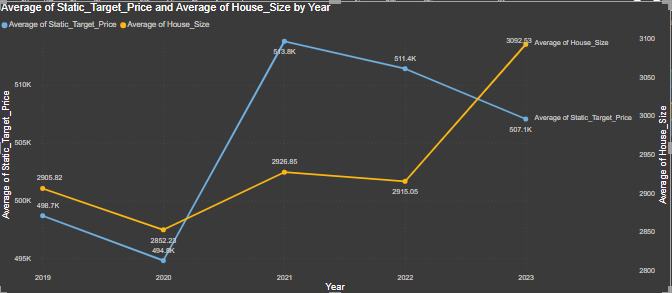 Average of Static_Target_Price and Average of House_Size by Year
Average of Static_Target_Price Average of House_Size
Average of Static_Target_Price
510K
505K
500K
495K
2905.82
498.7K
2852.23
513.8K
2926.85
511.4K
2915.05
3092.53
507.1K
Average of House_Size
Average of Static_Target_Price
3100
3050
3000
2950
2900
2850
2800
Average of House_Size
2019 2020 2021 2022 2023
Year